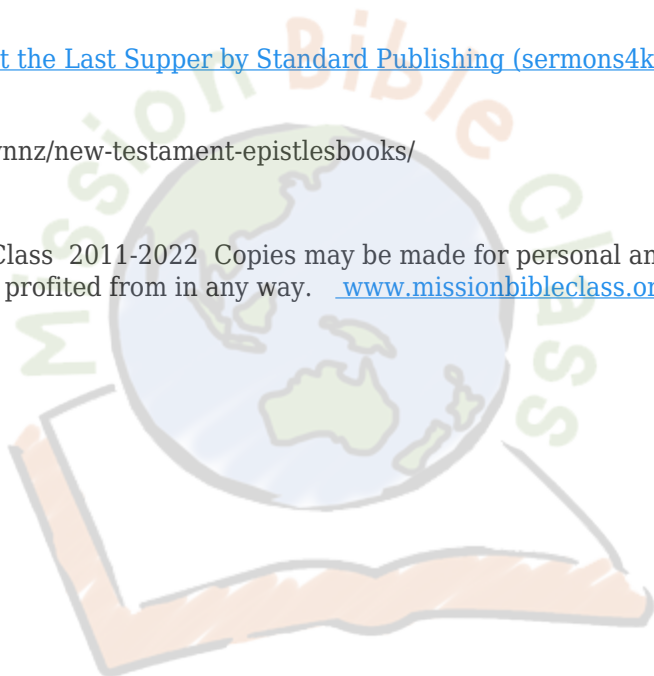 t the Last Supper by Standard Publishing (sermons4k
nnz/new-testament-epistlesbooks/
Class 2011-2022 Copies may be made for personal an
profited from in any way. www.missionbibleclass.or
Mission Bible Class